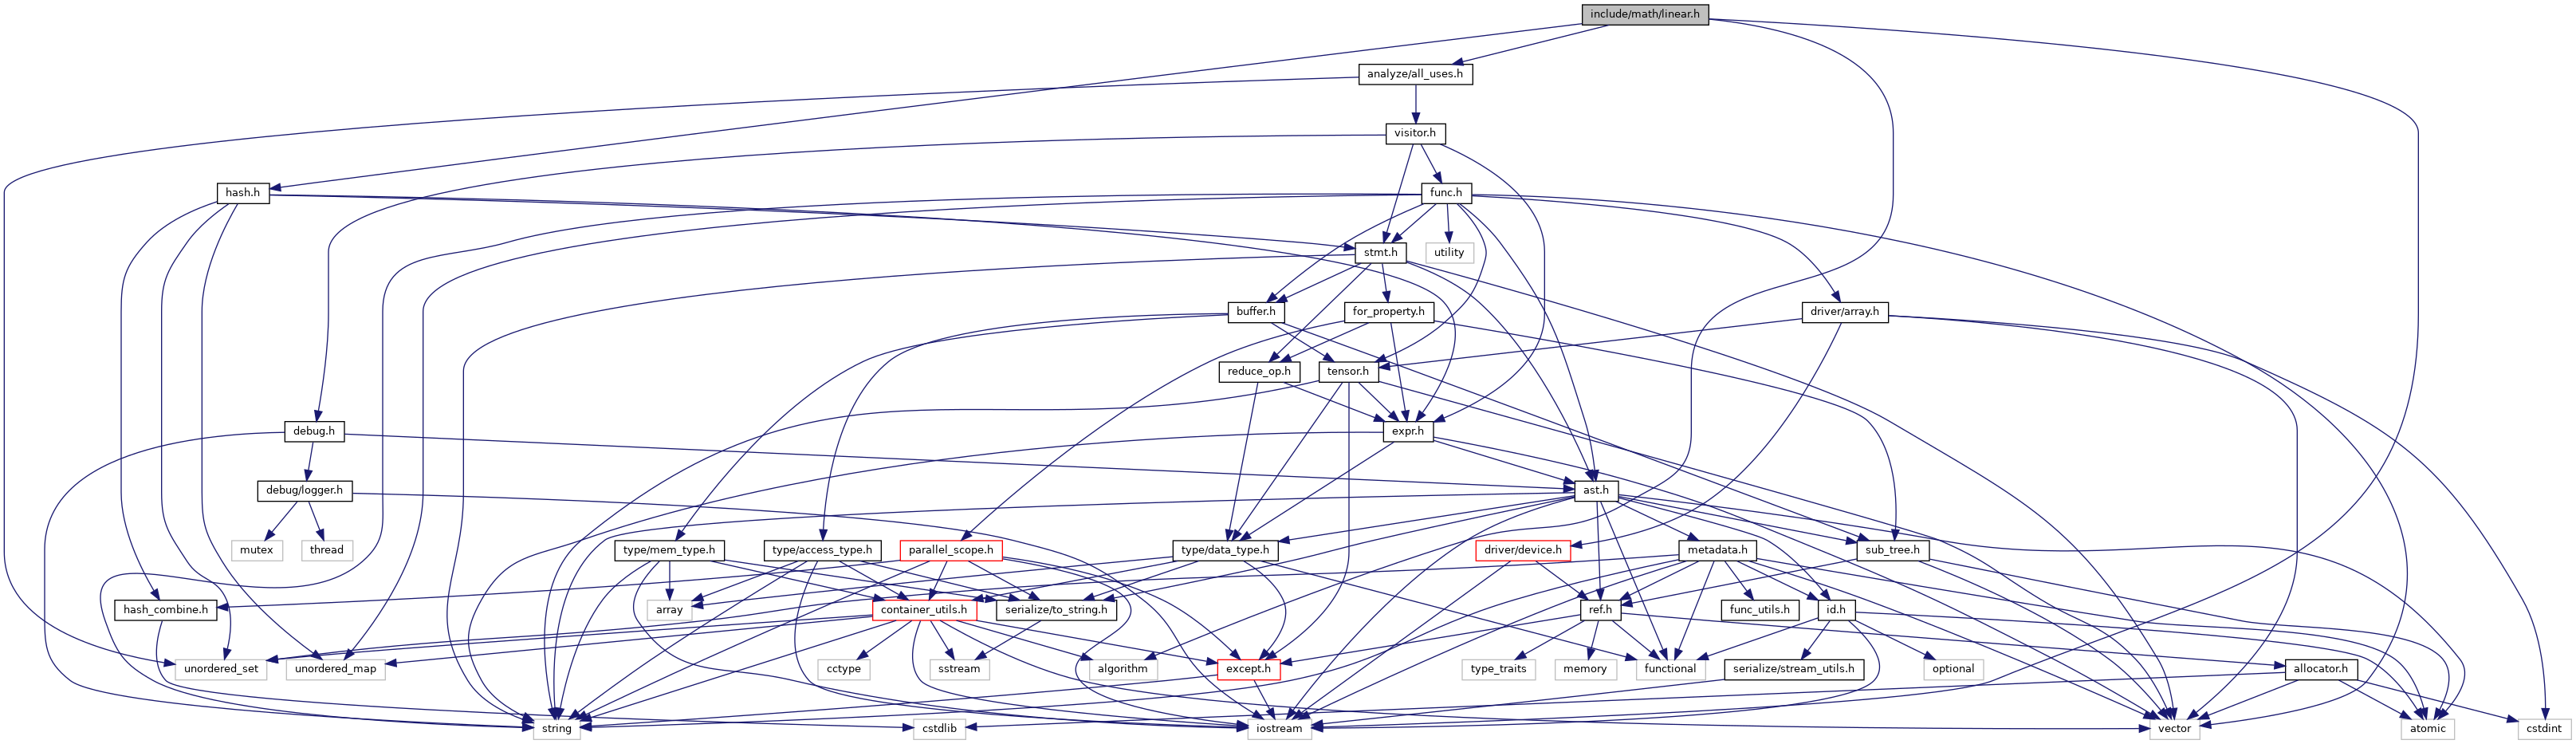 include/math/linear.h
analyze/all_uses.h
visitor.h
hash.h
func.h
stmt.h
utility
buffer.h
for_property.h
driver/array.h
reduce_op.h
tensor.h
debug.h
expr.h
debug/logger.h
ast.h
mutex
thread
type/mem_type.h
type/access_type.h
parallel_scope.h
type/data_type.h
driver/device.h
metadata.h
sub_tree.h
hash_combine.h
array
container_utils.h
serialize/to_string.h
ref.h
func_utils.h
id.h
unordered_set
unordered_map
cctype
sstream
algorithm
except.h
type_traits
memory
functional
serialize/stream_utils.h
optional
allocator.h
string
cstdlib
iostream
vector
atomic
cstdint